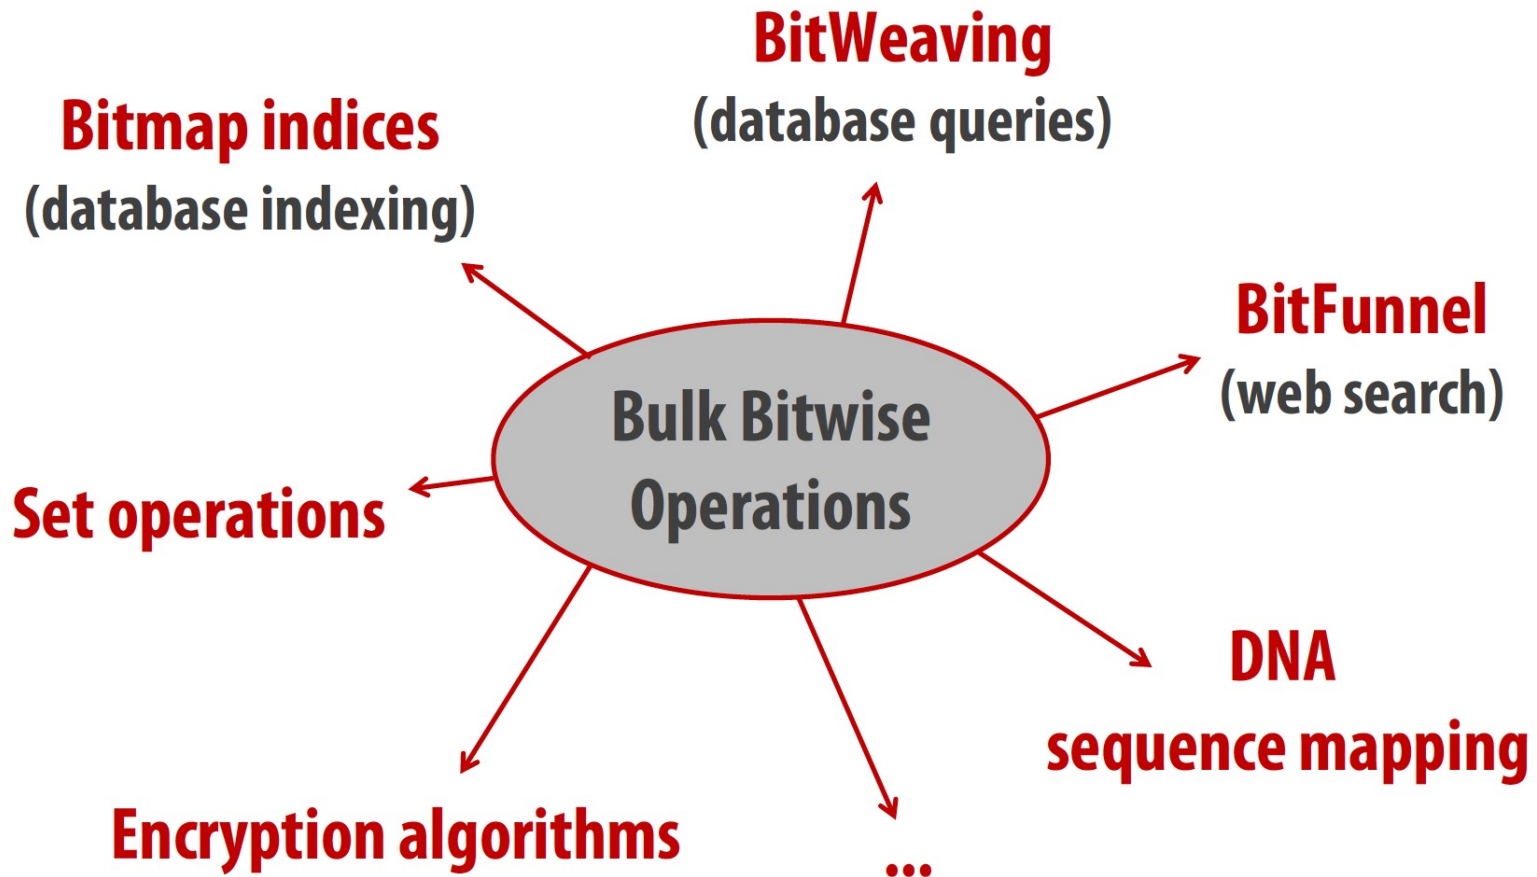 BitWeaving
(database queries)
Bitmap indices
(database indexing)
BitFunnel
(web search)
Bulk Bitwise
Operations
Set operations
DNA
sequence mapping
Encryption algorithms
...